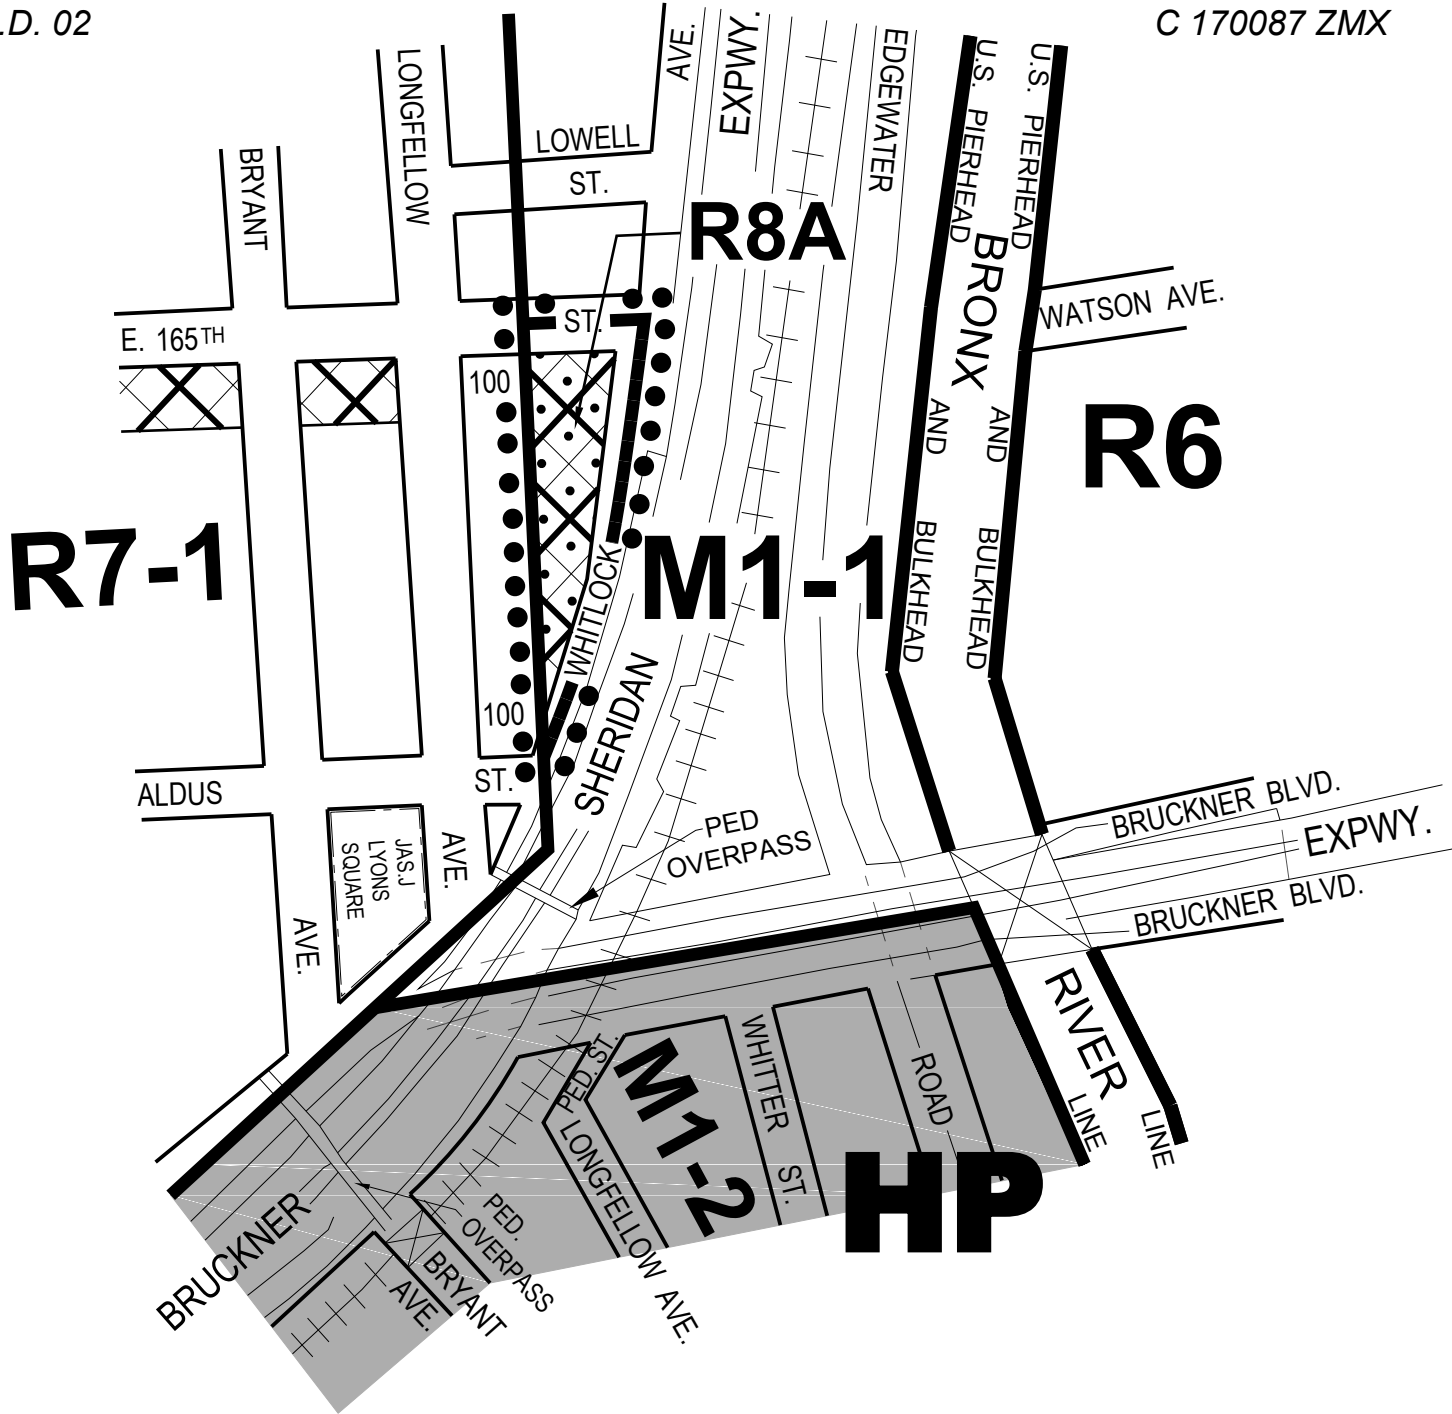 .D. 02
C 170087 ZMX
LONGFELLOW
AVE.
EXPWY.
EDGEWATER
U.S. PIERHEAD
U.S. PIERHEAD
LOWELL
ST.
BRYANT
R8A
BRONX
WATSON AVE.
E. 165TH
ST.
100
AND
AND
R6
R7-1
M1-1
BULKHEAD
BULKHEAD
WHITLOCK
SHERIDAN
100
ST.
ALDUS
PED
OVERPASS
BRUCKNER BLVD.
EXPWY.
BRUCKNER BLVD.
JAS.J
LYONS
SQUARE
AVE.
AVE.
RIVER
LINE
LINE
PED. ST.
M1-2
WHITTER
ST.
ROAD
HP
LONGFELLOW AVE.
PED.
OVERPASS
BRYANT
AVE.
BRUCKNER